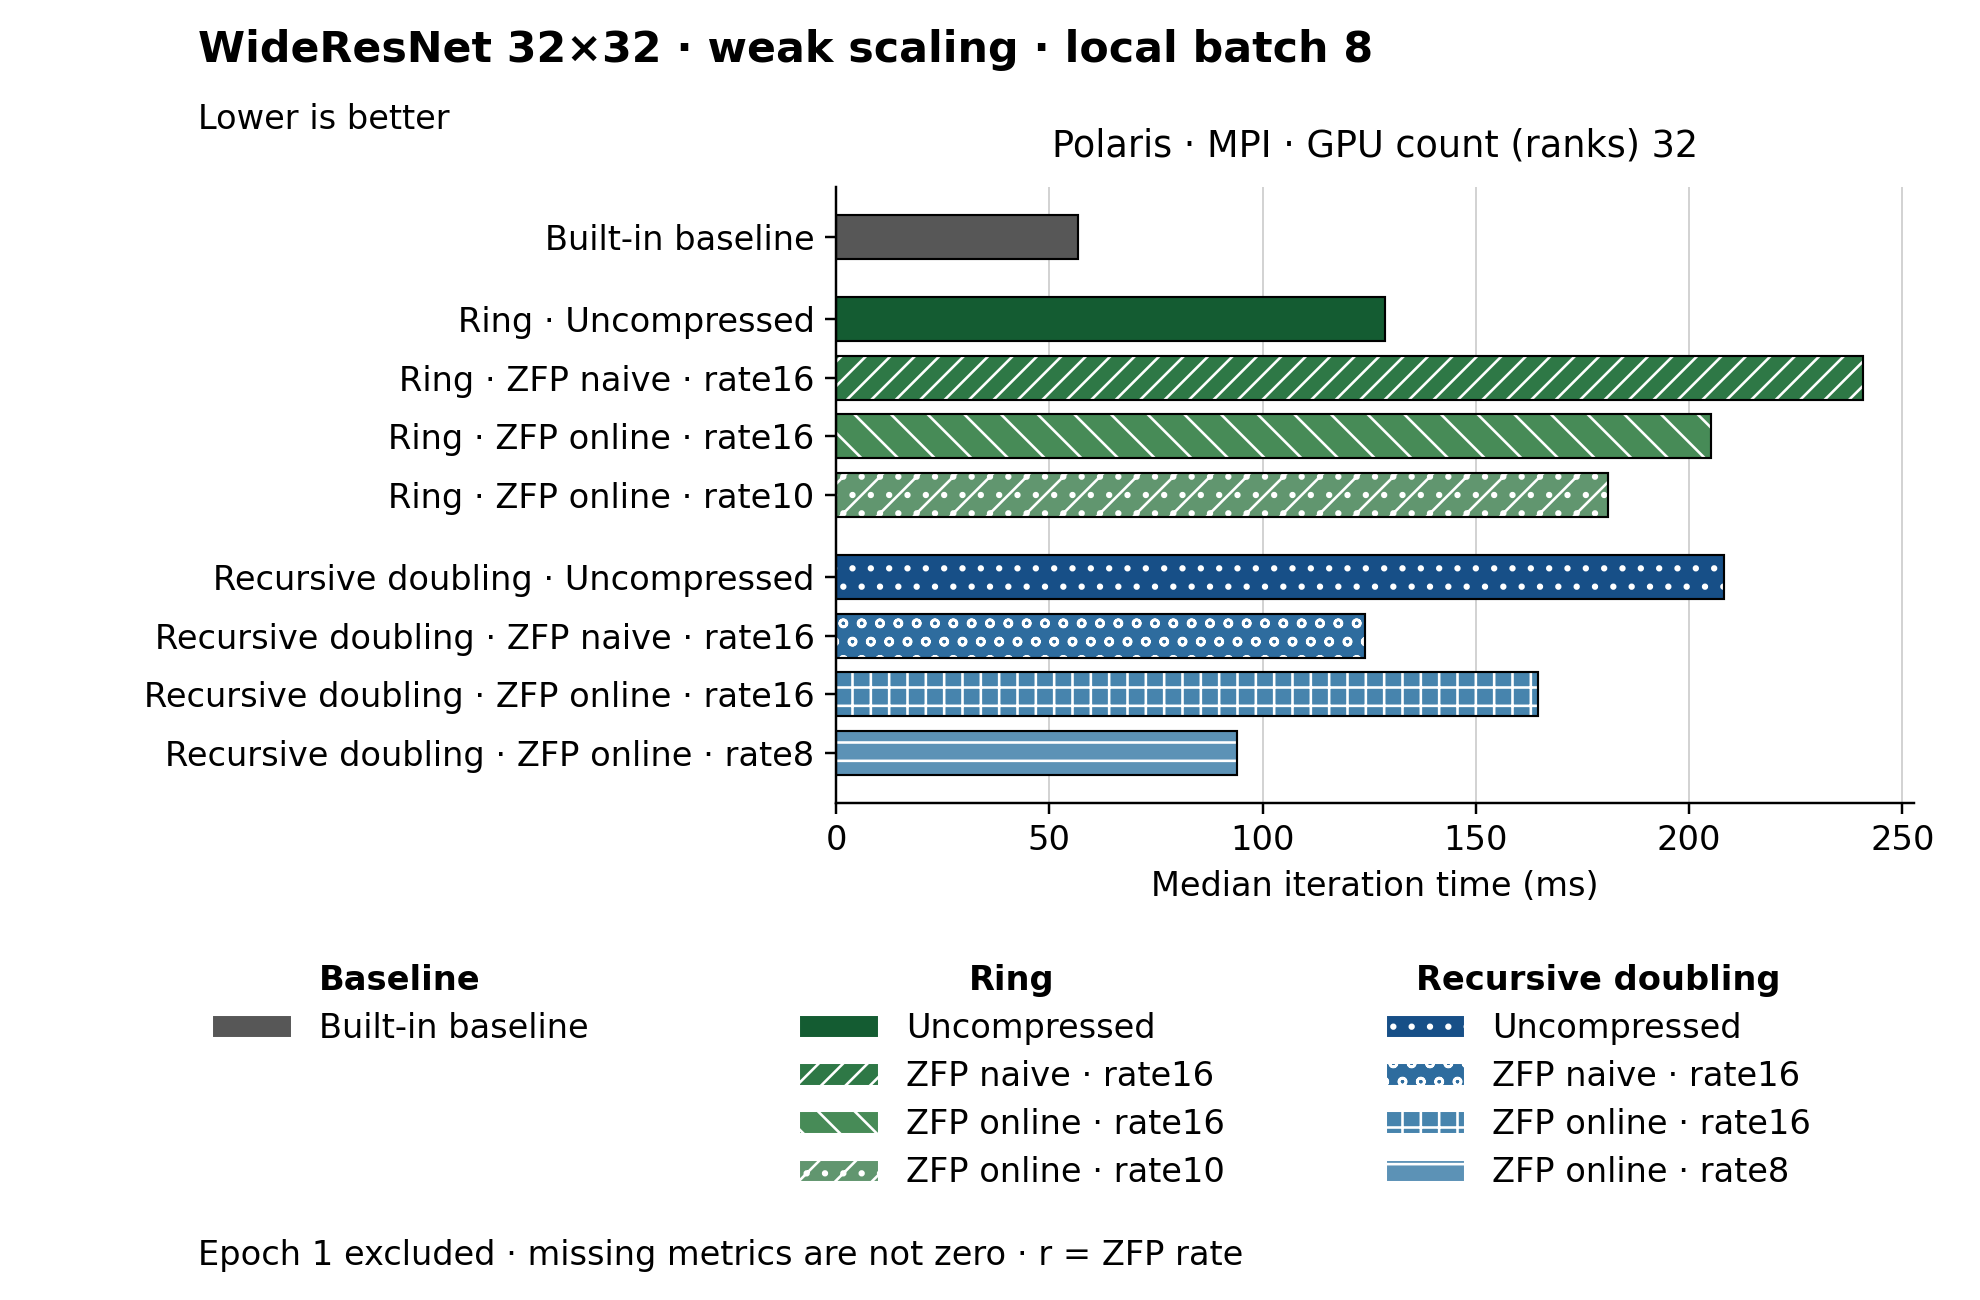 WideResNet 32×32 · weak scaling · local batch 8
Lower is better
Polaris · MPI · GPU count (ranks) 32
Built-in baseline
Ring · Uncompressed
Ring · ZFP naive · rate16
Ring · ZFP online · rate16
Ring · ZFP online · rate10
Recursive doubling · Uncompressed
Recursive doubling · ZFP naive · rate16
Recursive doubling · ZFP online · rate16
Recursive doubling · ZFP online · rate8
0 50 100 150 200 250
Median iteration time (ms)
Baseline
Built-in baseline
Ring
Uncompressed
ZFP naive · rate16
ZFP online · rate16
ZFP online · rate10
Recursive doubling
Uncompressed
ZFP naive · rate16
ZFP online · rate16
ZFP online · rate8
Epoch 1 excluded · missing metrics are not zero · r = ZFP rate